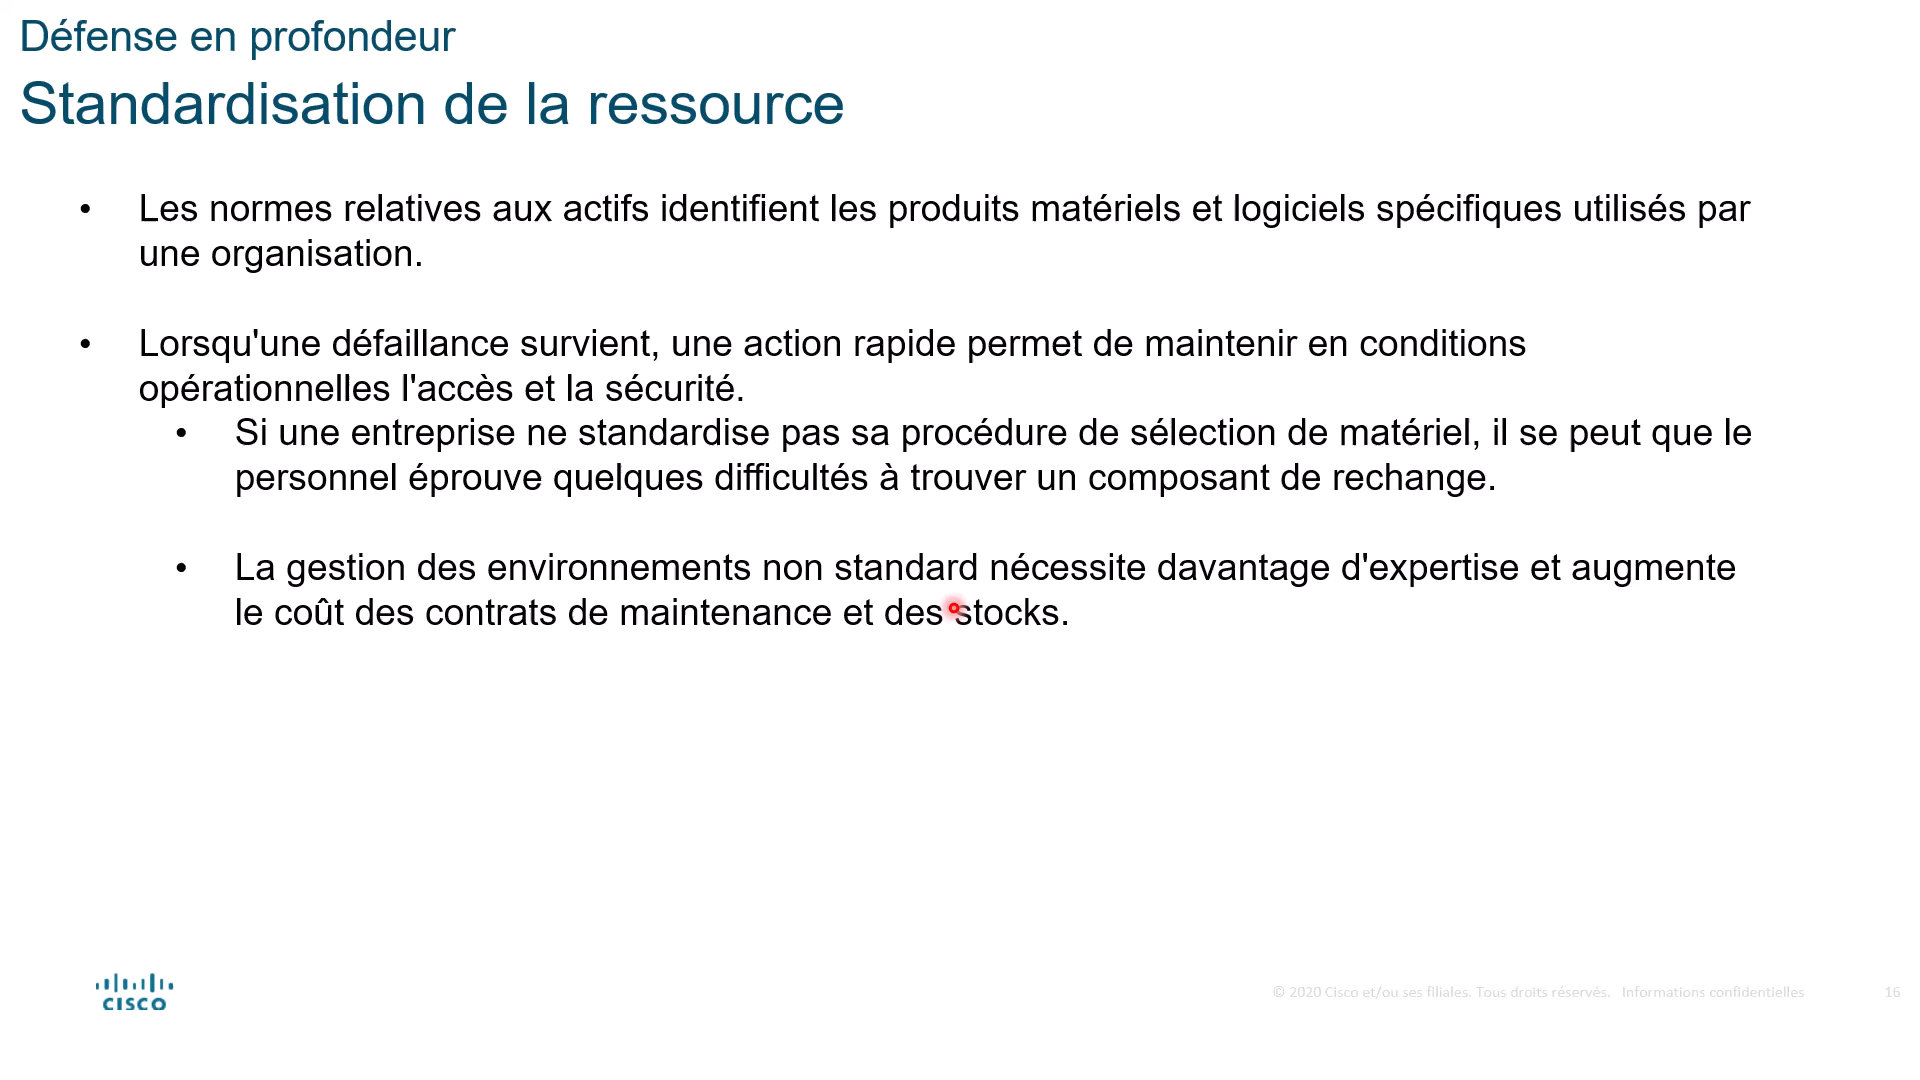 Défense en profondeur
Standardisation de la ressource
• Les normes relatives aux actifs identifient les produits matériels et logiciels spécifiques utilisés par
une organisation.
• Lorsqu'une défaillance survient, une action rapide permet de maintenir en conditions
opérationnelles l'accès et la sécurité.
• Si une entreprise ne standardise pas sa procédure de sélection de matériel, il se peut que le
personnel éprouve quelques difficultés à trouver un composant de rechange.
• La gestion des environnements non standard nécessite davantage d'expertise et augmente
le coût des contrats de maintenance et des stocks.
CISCO
© 2020 Cisco et/ou ses filiales. Tous droits réservés. Informations confidentielles 16